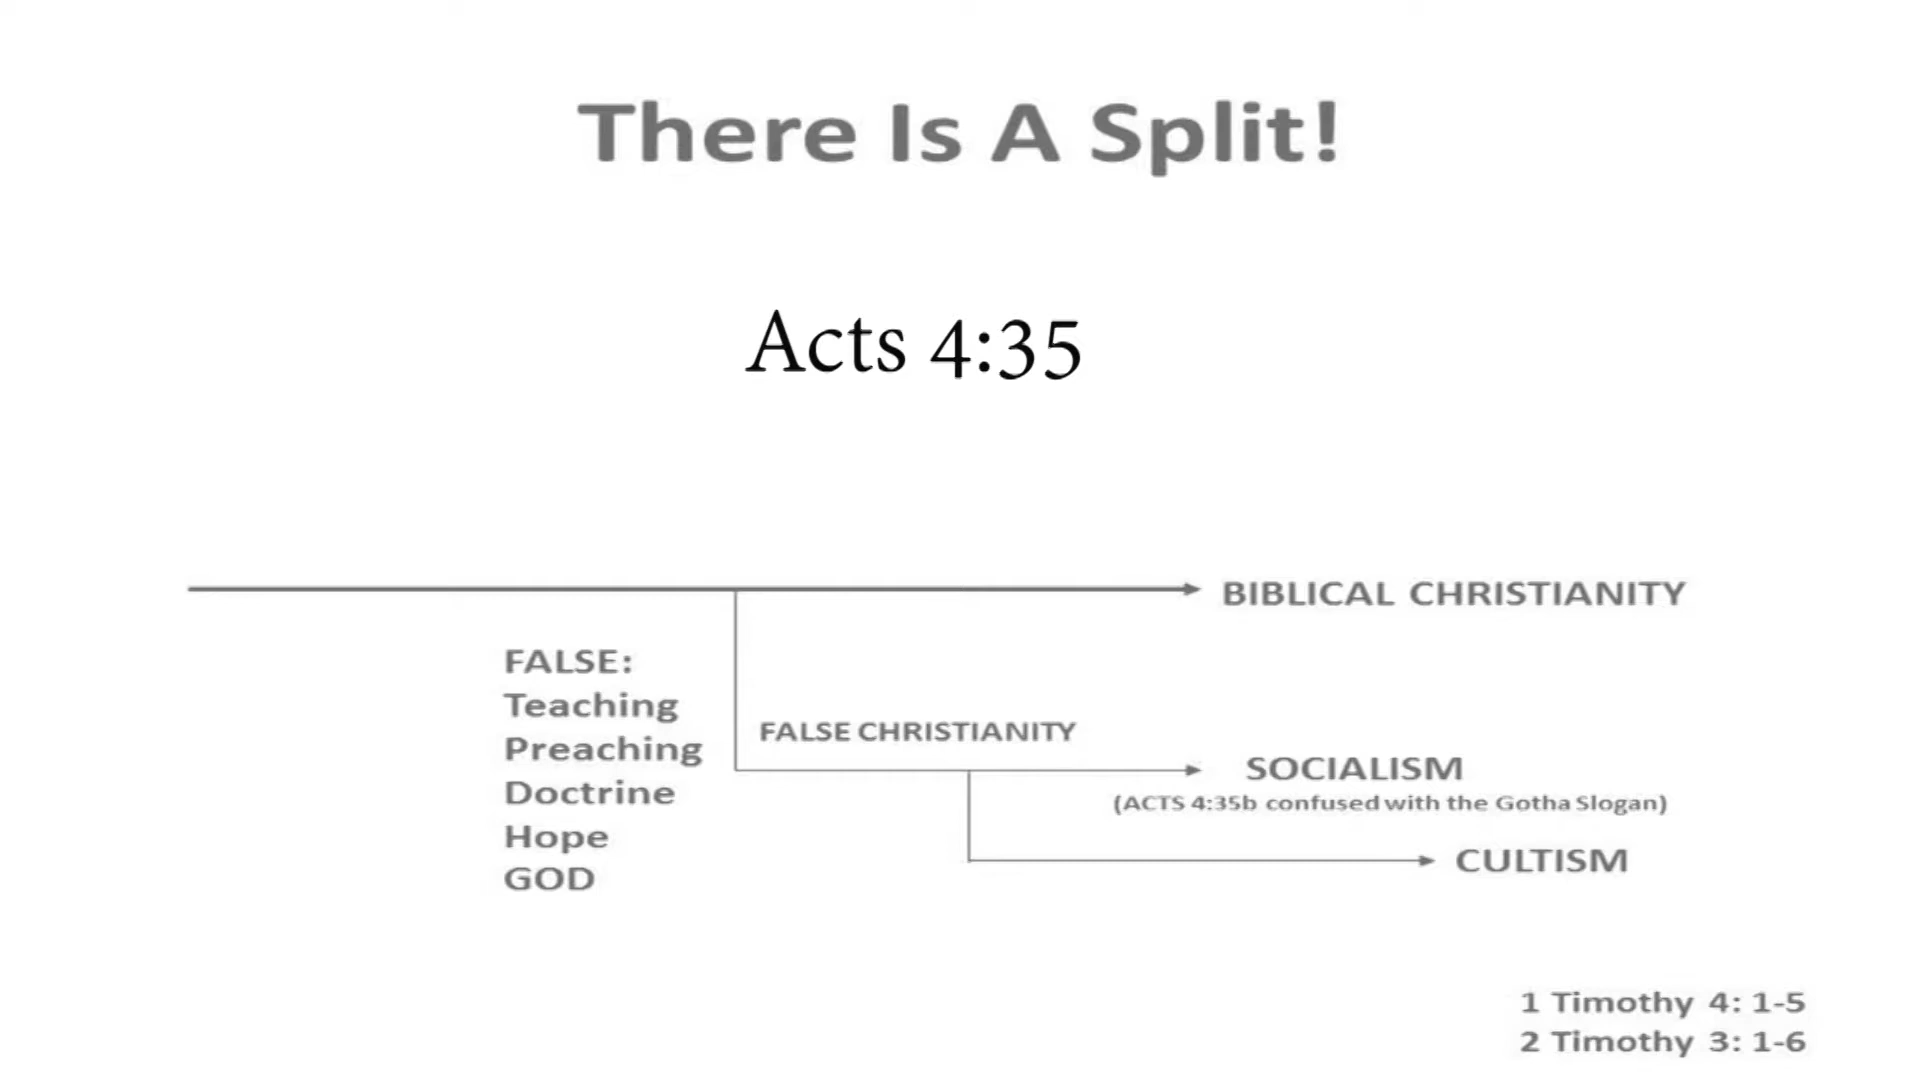 There Is A Split!
Acts 4:35
BIBLICAL CHRISTIANITY
FALSE:
Teaching
Preaching
Doctrine
Hope
GOD
FALSE CHRISTIANITY
SOCIALISM
(ACTS 4:35b confused with the Gotha Slogan)
CULTISM
1 Timothy 4: 1-5
2 Timothy 3: 1-6